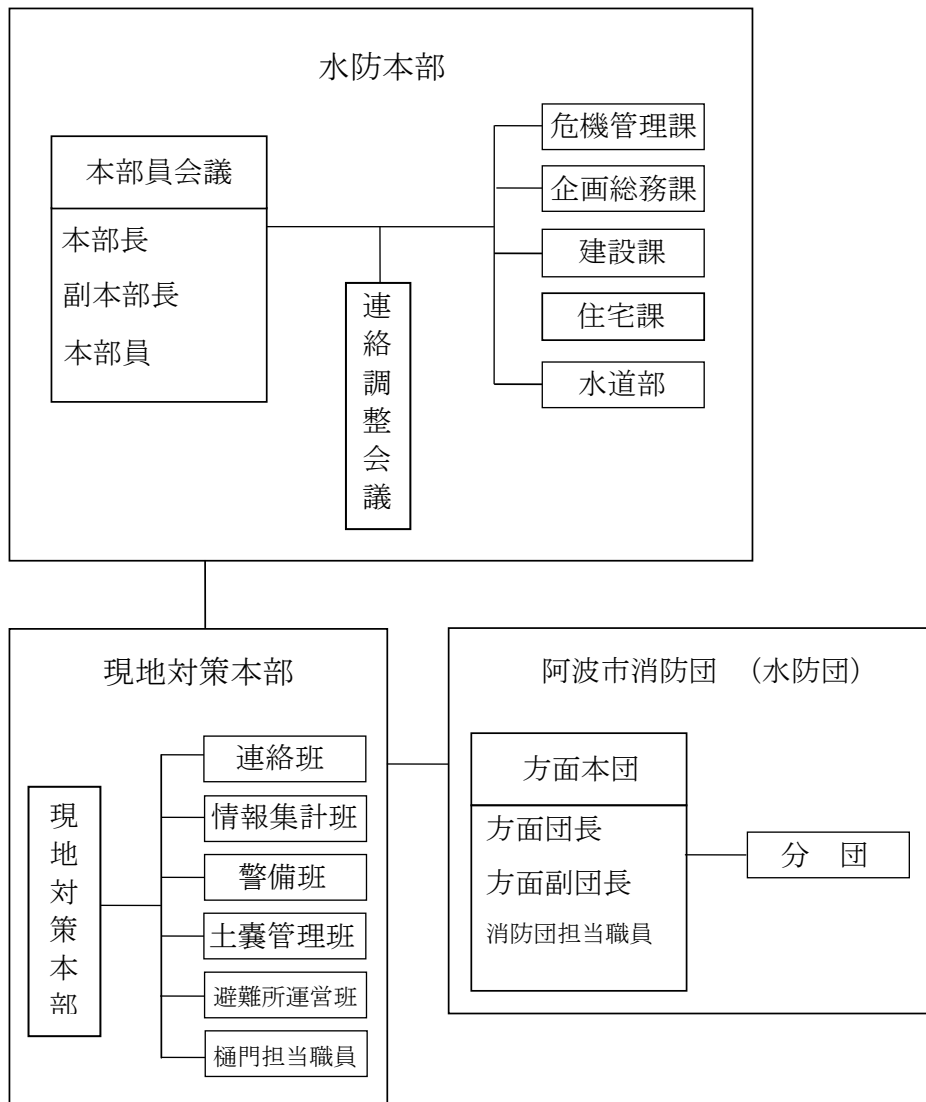 水防本部
本部員会議
本部長
副本部長
本部員
連絡調整会議
危機管理課
企画総務課
建設課
住宅課
水道部
現地対策本部
現地対策本部
連絡班
情報集計班
警備班
土嚢管理班
避難所運営班
樋門担当職員
阿波市消防団 (水防団)
方面本団
方面団長
方面副団長
消防団担当職員
分 団